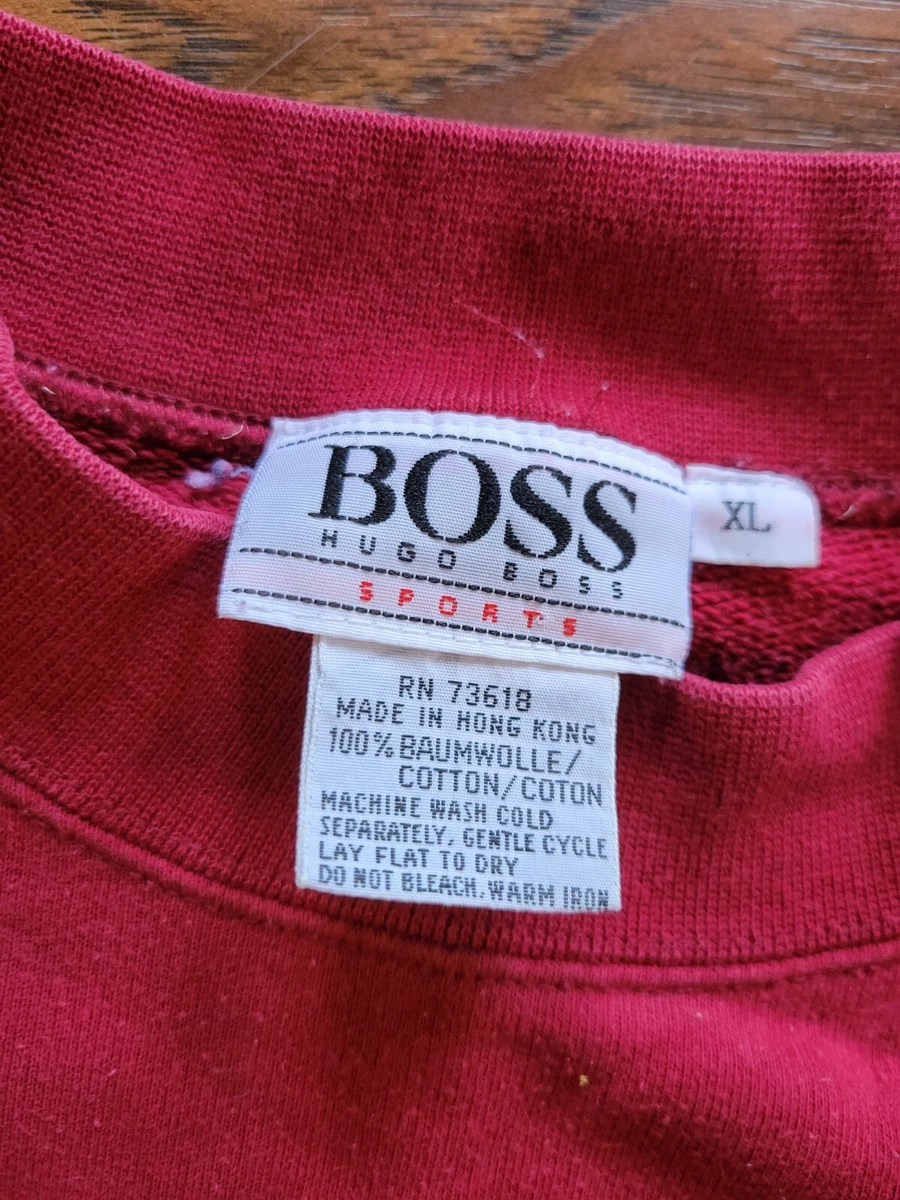 BOSS
HUGO BOSS
SPORTS
XL
RN 73618
MADE IN HONG KONG
100% BAUMWOLLE/
COTTON/COTON
MACHINE WASH COLD
SEPARATELY, GENTLE CYCLE
LAY FLAT TO DRY
DO NOT BLEACH. WARM IRON